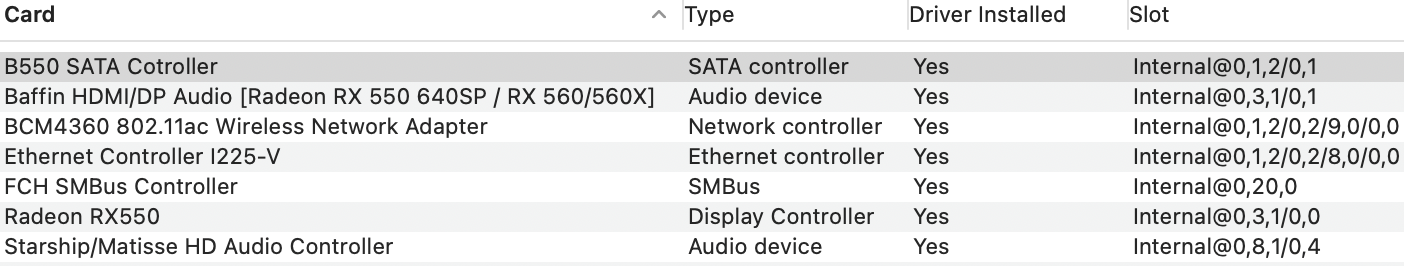 Card Type Driver Installed Slot
B550 SATA Cotroller SATA controller Yes Internal@0,1,2/0,1
Baffin HDMI/DP Audio [Radeon RX 550 640SP / RX 560/560X] Audio device Yes Internal@0,3,1/0,1
BCM4360 802.11ac Wireless Network Adapter Network controller Yes Internal@0,1,2/0,2/9,0/0,0
Ethernet Controller I225-V Ethernet controller Yes Internal@0,1,2/0,2/8,0/0,0
FCH SMBus Controller SMBus Yes Internal@0,20,0
Radeon RX550 Display Controller Yes Internal@0,3,1/0,0
Starship/Matisse HD Audio Controller Audio device Yes Internal@0,8,1/0,4